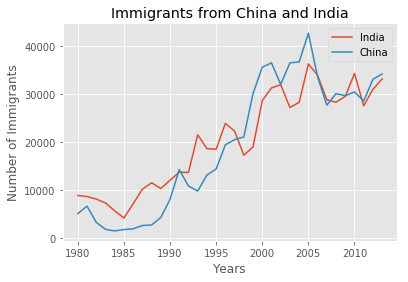 Immigrants from China and India
India
China
Number of Immigrants
40000
30000
20000
10000
0
1980 1985 1990 1995 2000 2005 2010
Years